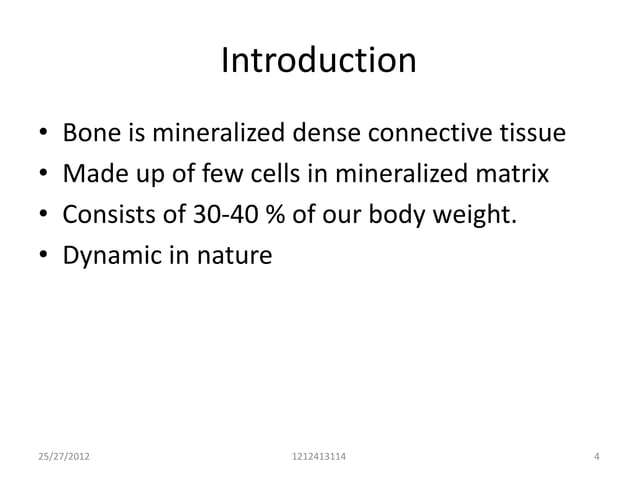 Introduction
• Bone is mineralized dense connective tissue
• Made up of few cells in mineralized matrix
• Consists of 30-40 % of our body weight.
• Dynamic in nature
25/27/2012 1212413114 4